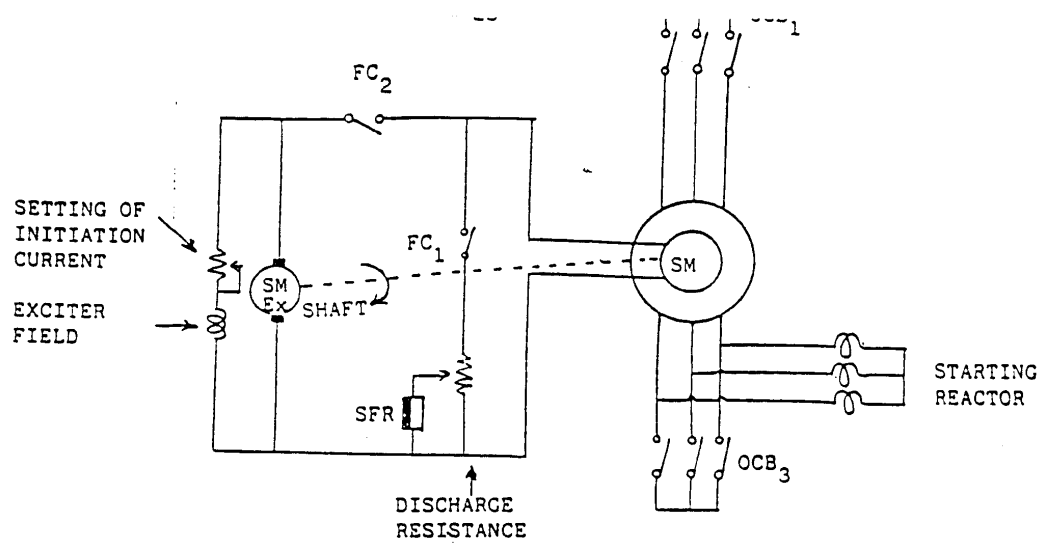 OCB1
FC2
SETTING OF
INITIATION
CURRENT
FC1
SM
SM
Ex
SHAFT
EXCITER
FIELD
STARTING
REACTOR
SFR
OCB3
DISCHARGE
RESISTANCE